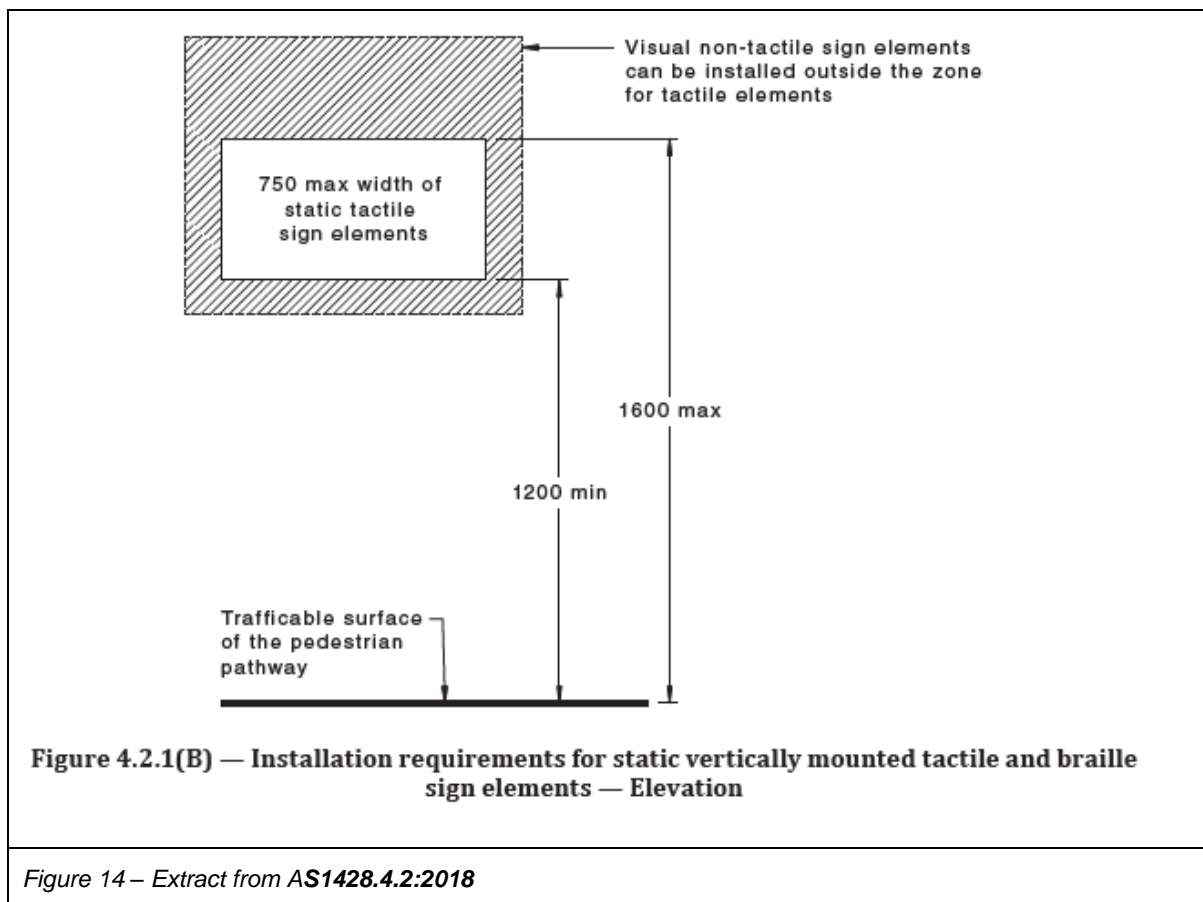 Visual non-tactile sign elements
can be installed outside the zone
for tactile elements
750 max width of
static tactile
sign elements
1600 max
1200 min
Trafficable surface
of the pedestrian
pathway
Figure 4.2.1(B) — Installation requirements for static vertically mounted tactile and braille
sign elements — Elevation
Figure 14 – Extract from AS1428.4.2:2018